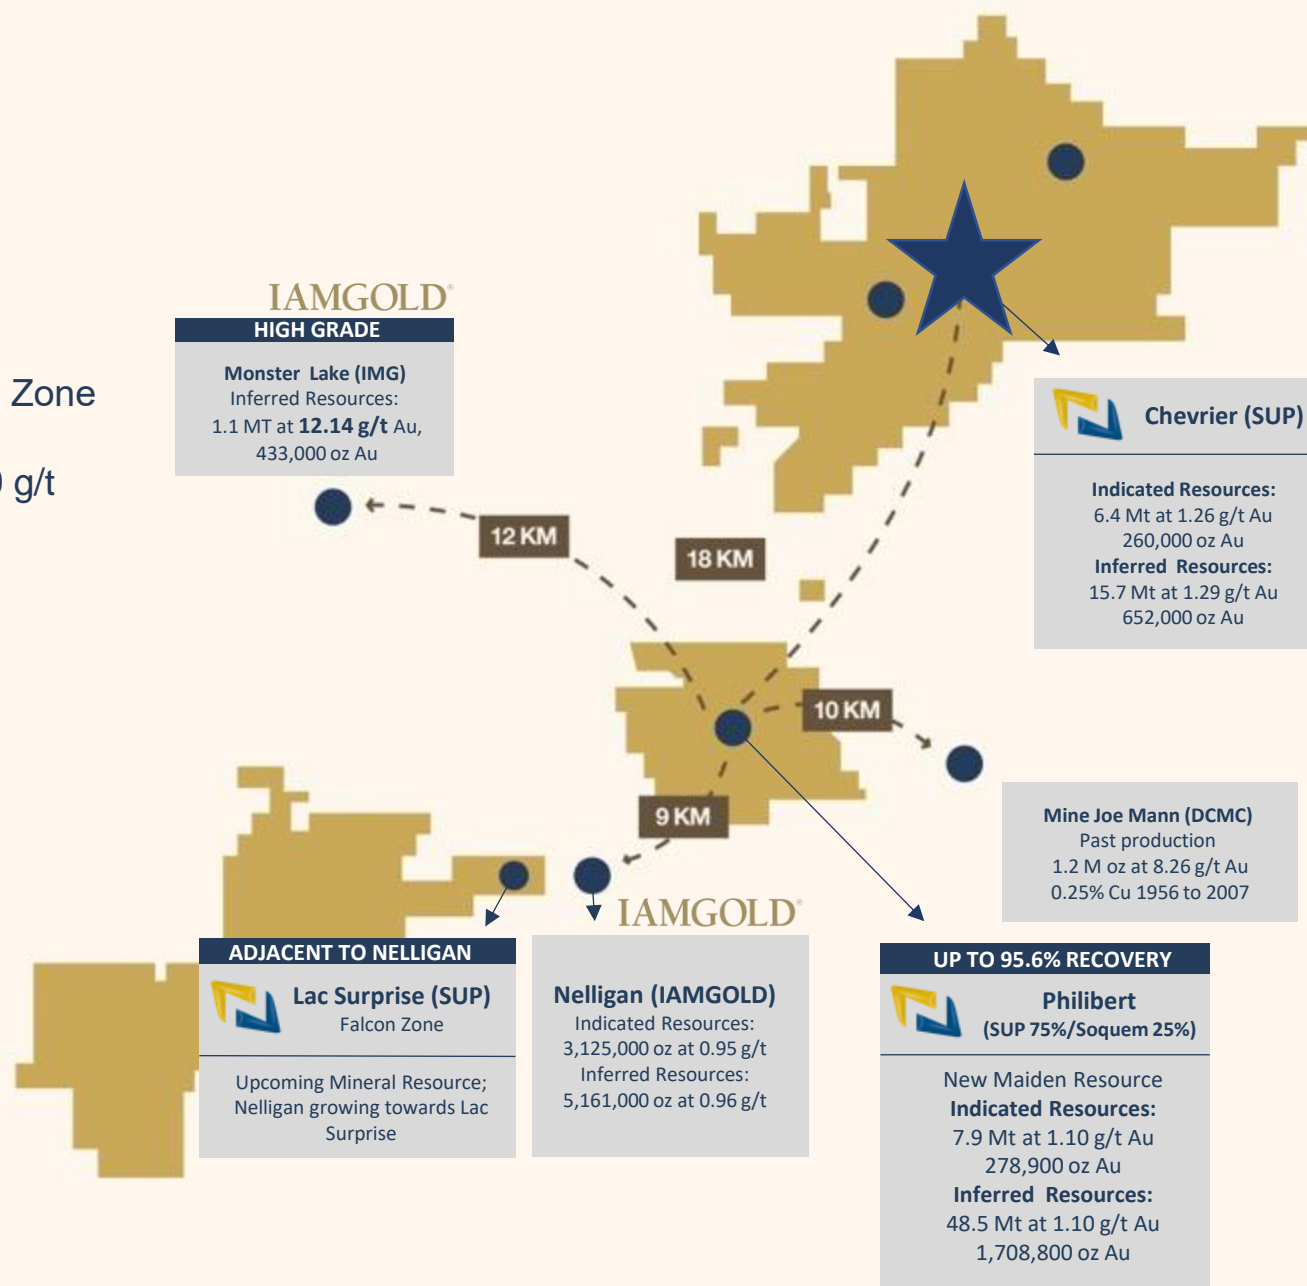 IAMGOLD®
HIGH GRADE
Monster Lake (IMG)
Inferred Resources:
1.1 MT at 12.14 g/t Au,
433,000 oz Au
Zone
g/t
12 KM
18 KM
Chevrier (SUP)
Indicated Resources:
6.4 Mt at 1.26 g/t Au
260,000 oz Au
Inferred Resources:
15.7 Mt at 1.29 g/t Au
652,000 oz Au
10 KM
9 KM
Mine Joe Mann (DCMC)
Past production
1.2 M oz at 8.26 g/t Au
0.25% Cu 1956 to 2007
IAMGOLD®
ADJACENT TO NELLIGAN
Lac Surprise (SUP)
Falcon Zone
Upcoming Mineral Resource;
Nelligan growing towards Lac
Surprise
Nelligan (IAMGOLD)
Indicated Resources:
3,125,000 oz at 0.95 g/t
Inferred Resources:
5,161,000 oz at 0.96 g/t
UP TO 95.6% RECOVERY
Philibert
(SUP 75%/Soquem 25%)
New Maiden Resource
Indicated Resources:
7.9 Mt at 1.10 g/t Au
278,900 oz Au
Inferred Resources:
48.5 Mt at 1.10 g/t Au
1,708,800 oz Au